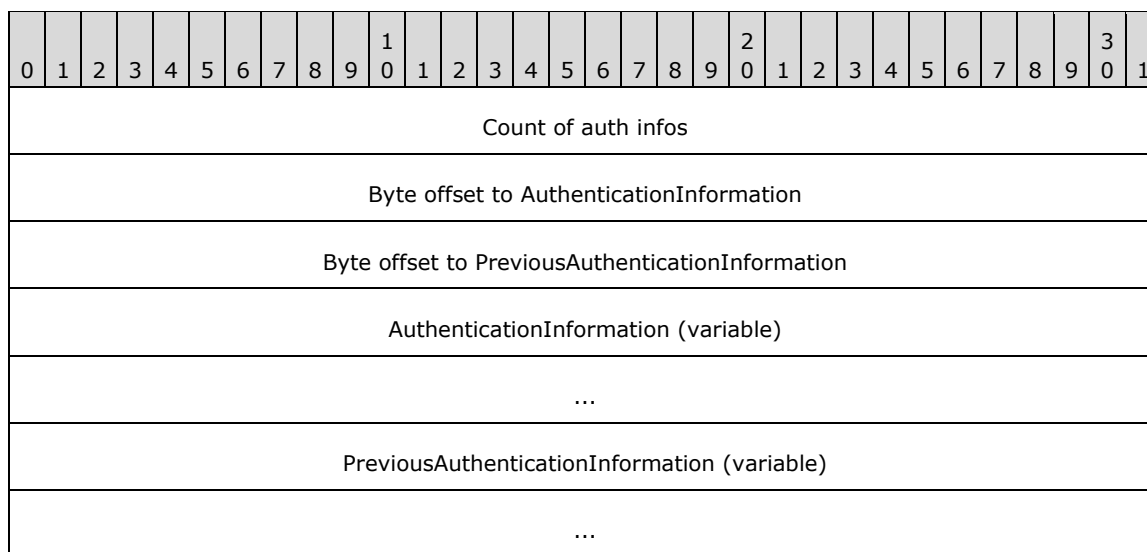 1 2 3
0 1 2 3 4 5 6 7 8 9 0 1 2 3 4 5 6 7 8 9 0 1 2 3 4 5 6 7 8 9 0 1
Count of auth infos
Byte offset to AuthenticationInformation
Byte offset to PreviousAuthenticationInformation
AuthenticationInformation (variable)
...
PreviousAuthenticationInformation (variable)
...